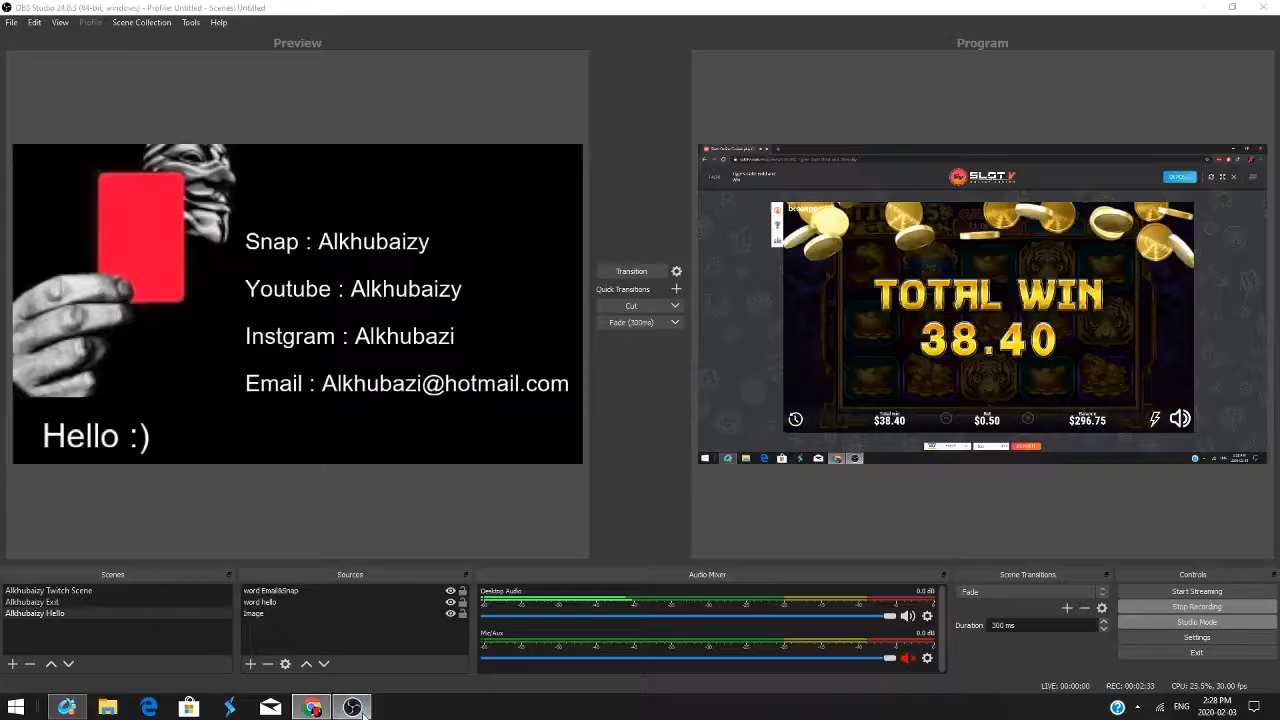 OBS Studio 24.0.3 (64-bit, windows) - Profile: Untitled - Scenes: Untitled
File Edit View Profile Scene Collection Tools Help
Preview
Program
Snap : Alkhubaizy
Youtube : Alkhubaizy
Instgram : Alkhubazi
Email : Alkhubazi@hotmail.com
Hello :)
Transition
Quick Transitions
Cut
Fade (300ms)
SLOTV
TOTAL WIN
38.40
Total win
$38.40
Bet
$0.50
Balance
$296.75
Scenes
Alkhubaizy Twitch Scene
Alkhubaizy Exit
Alkhubaizy Hello
Sources
word Email&Snap
word hello
Image
Audio Mixer
Desktop Audio
0.0 dB
Mic/Aux
0.0 dB
Scene Transitions
Fade
Duration 300 ms
Controls
Start Streaming
Stop Recording
Studio Mode
Settings
Exit
LIVE: 00:00:00 REC: 00:02:33 CPU: 25.5%, 30.00 fps
ENG
2:28 PM
2020-02-03